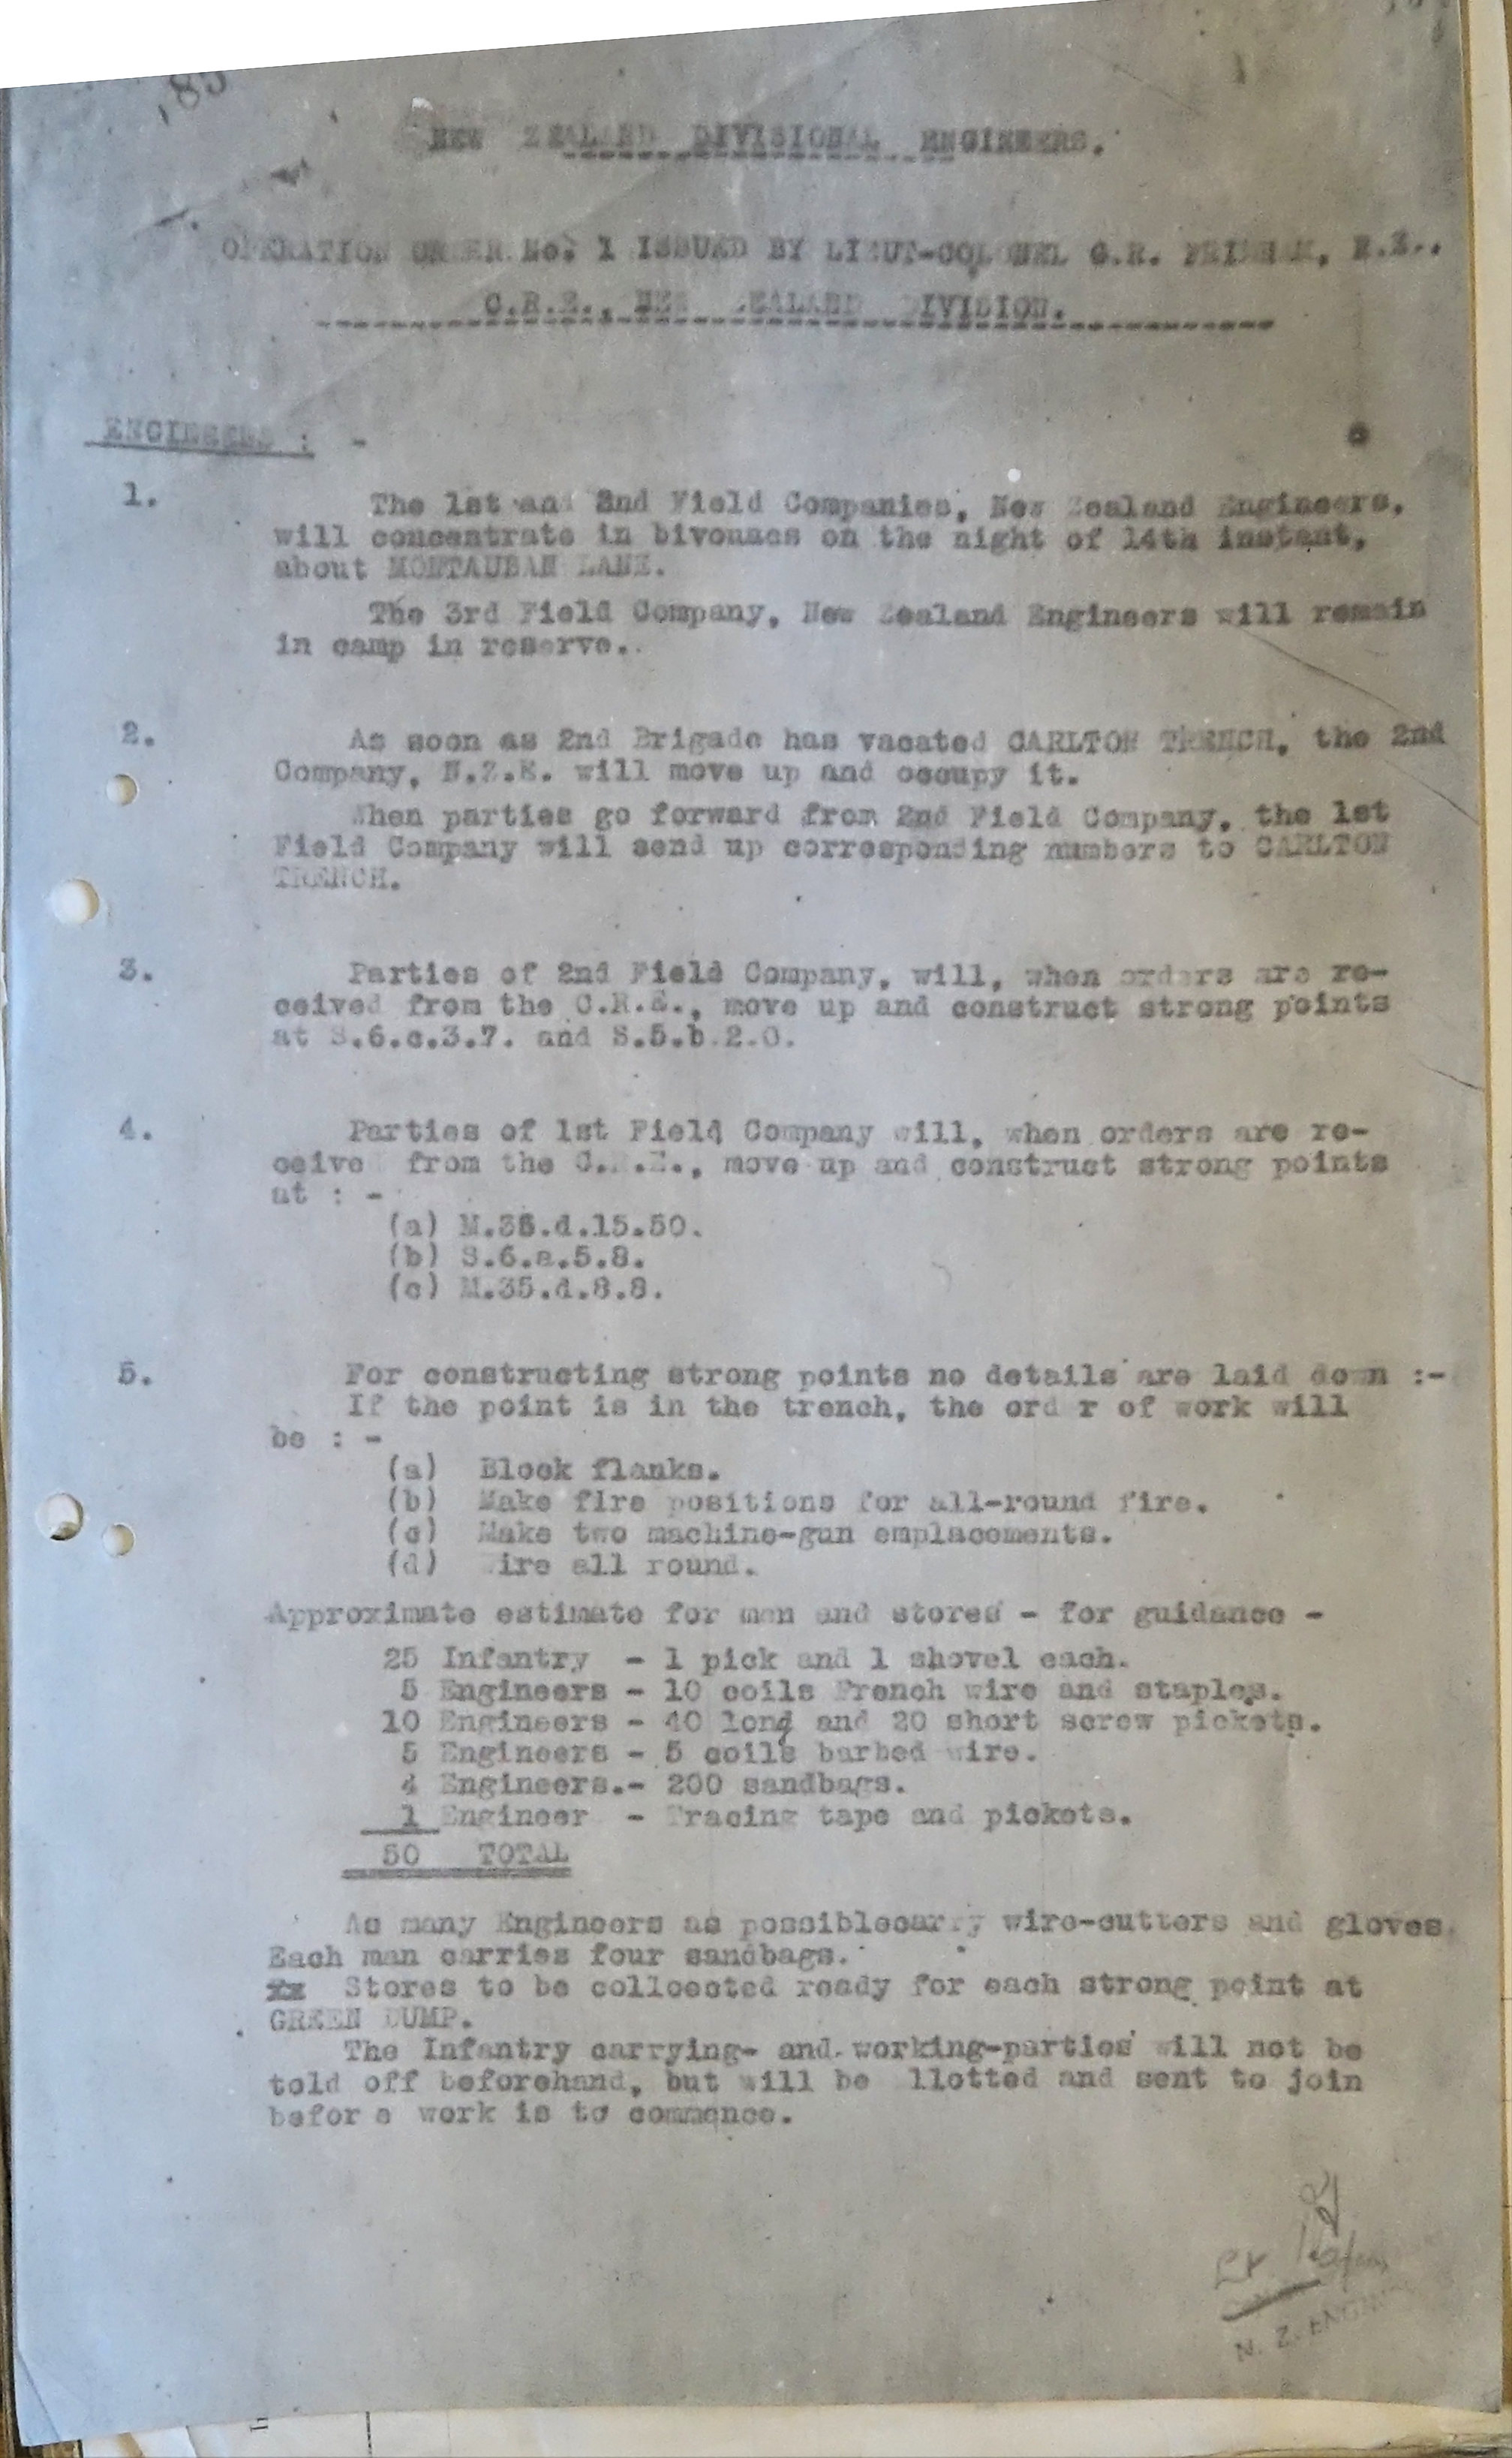 NEW ZEALAND DIVISIONAL ENGINEERS.
OPERATION ORDER No. 1 ISSUED BY LIEUT-COLONEL G.R. R.E..
C.R.E., NEW ZEALAND DIVISION.
ENGINEERS : -
1. The 1st and 2nd Field Companies, New Zealand Engineers,
will concentrate in bivouacs on the night of 14th instant,
about MONTAUBAN LANE.
The 3rd Field Company, New Zealand Engineers will remain
in camp in reserve.
2. As soon as 2nd Brigade has vacated CARLTON TRENCH, the 2nd
Company, N.Z.E. will move up and occupy it.
When parties go forward from 2nd Field Company, the 1st
Field Company will send up corresponding numbers to CARLTON
TRENCH.
3. Parties of 2nd Field Company, will, when orders are re-
ceived from the C.R.E., move up and construct strong points
at S.6.c.3.7. and S.5.b.2.0.
4. Parties of 1st Field Company will, when orders are re-
ceived from the C.R.E., move up and construct strong points
at : -
(a) M.36.d.15.50.
(b) S.6.a.5.8.
(c) M.35.d.8.8.
5. For constructing strong points no details are laid down :-
If the point is in the trench, the ord r of work will
be : -
(a) Block flanks.
(b) Make fire positions for all-round fire.
(c) Make two machine-gun emplacements.
(d) Wire all round.
Approximate estimate for men and stores - for guidance -
25 Infantry - 1 pick and 1 shovel each.
5 Engineers - 10 coils French wire and staples.
10 Engineers - 40 long and 20 short screw pickets.
5 Engineers - 5 coils barbed wire.
4 Engineers.- 200 sandbags.
1 Engineer - Tracing tape and pickets.
50 TOTAL
As many Engineers as possiblecarry wire-cutters and gloves.
Each man carries four sandbags.
xx Stores to be collcected ready for each strong point at
GREEN DUMP.
The Infantry carrying- and working-parties will not be
told off beforehand, but will be llotted and sent to join
befor e work is to commence.
N. Z.